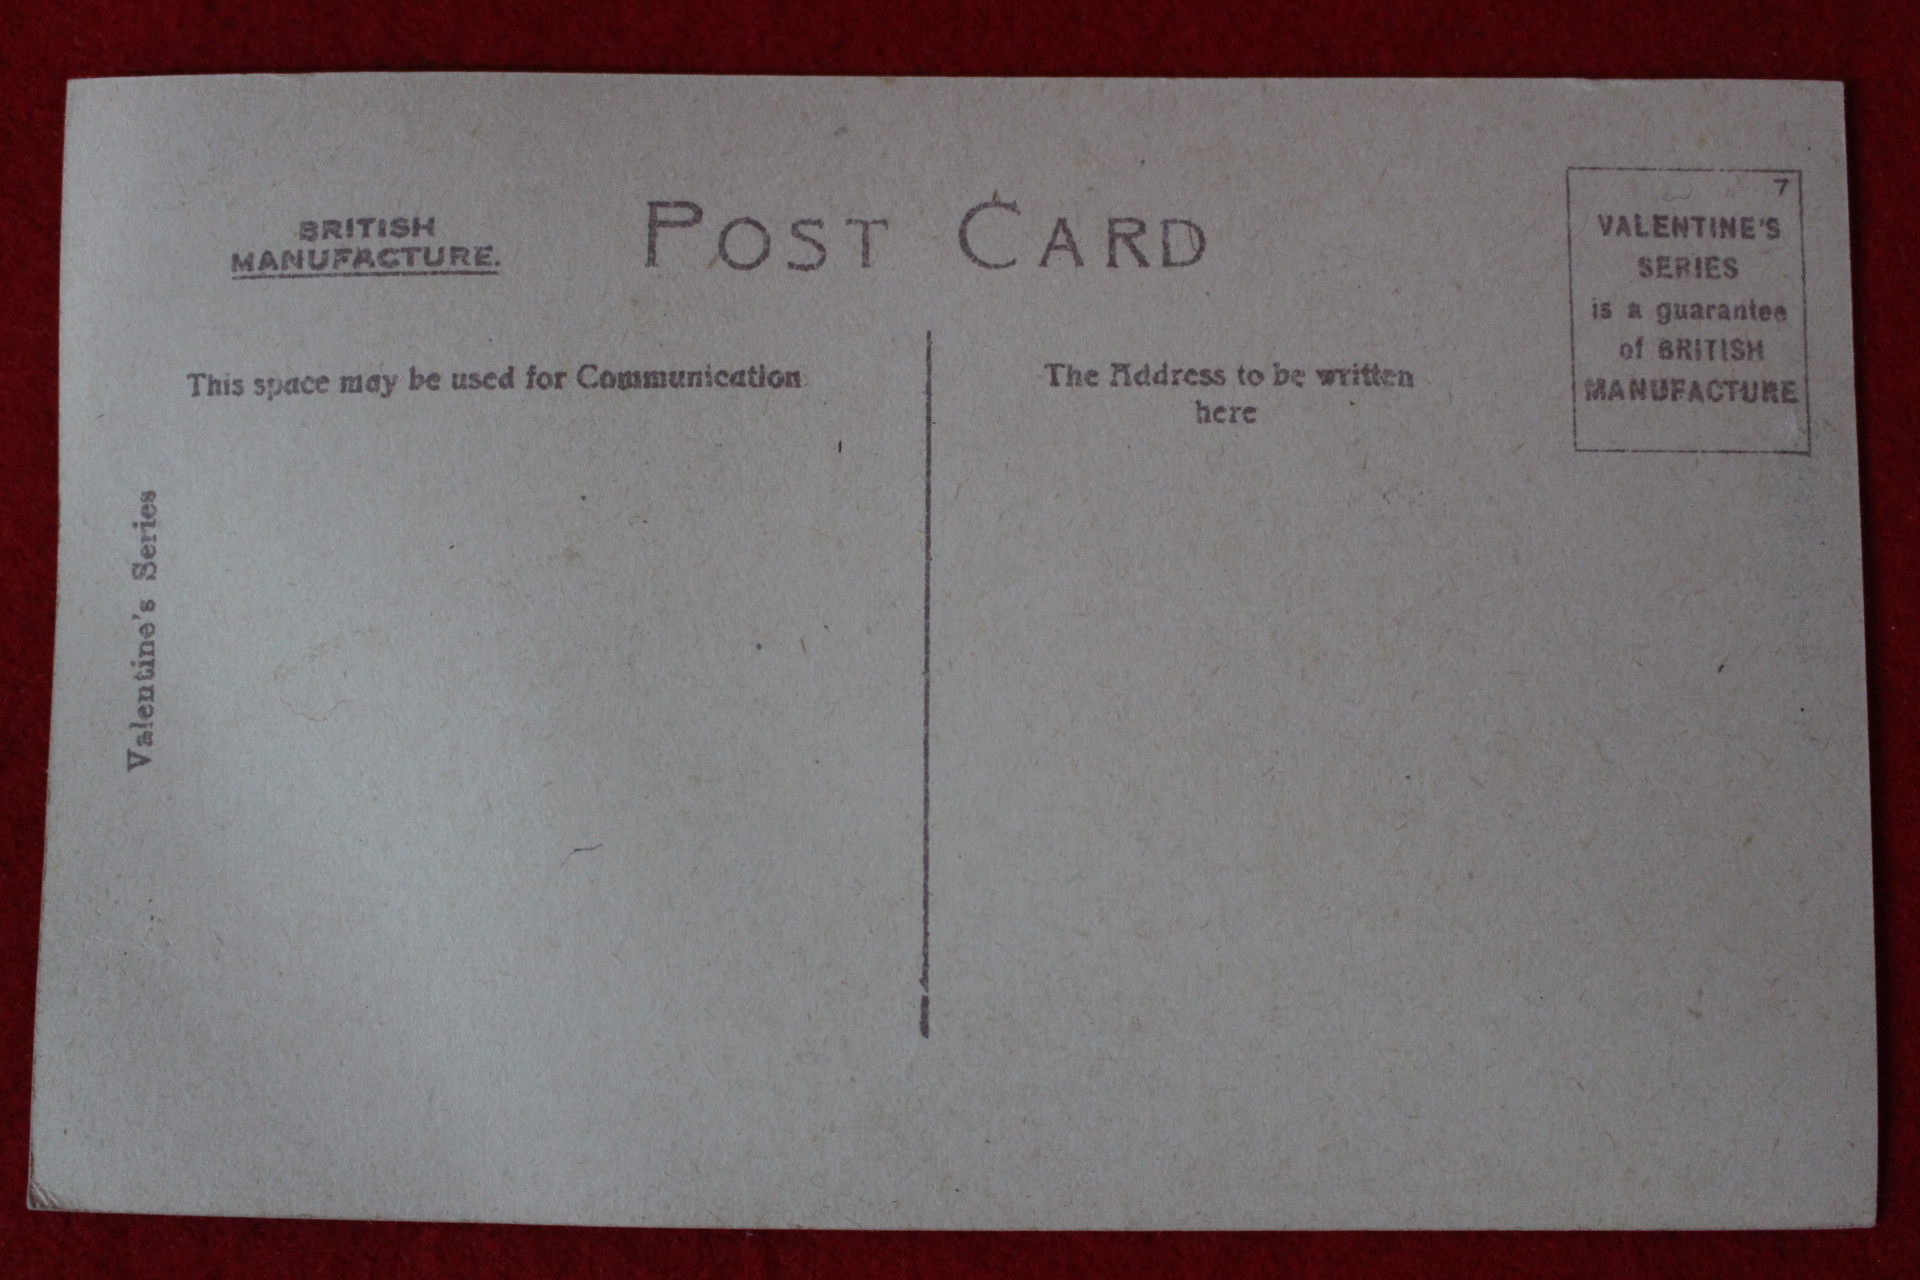 BRITISH
MANUFACTURE.
POST CARD
7
VALENTINE'S
SERIES
is a guarantee
of BRITISH
MANUFACTURE
This space may be used for Communication
The Address to be written
here
Valentine's Series